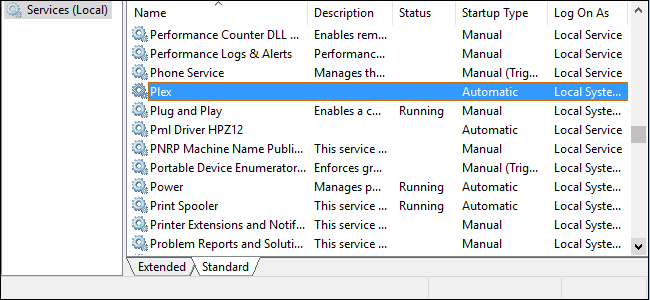 Services (Local)
Name Description Status Startup Type Log On As
Performance Counter DLL ... Enables rem... Manual Local Service
Performance Logs & Alerts Performanc... Manual Local Service
Phone Service Manages th... Manual (Trig... Local Service
Plex Automatic Local Syste...
Plug and Play Enables a c... Running Manual Local Syste...
Pml Driver HPZ12 Automatic Local Service
PNRP Machine Name Publi... This service ... Manual Local Service
Portable Device Enumerator... Enforces gr... Manual (Trig... Local Syste...
Power Manages p... Running Automatic Local Syste...
Print Spooler This service ... Running Automatic Local Syste...
Printer Extensions and Notif... This service ... Manual Local Syste...
Problem Reports and Soluti... This service ... Manual Local Syste...
Extended Standard